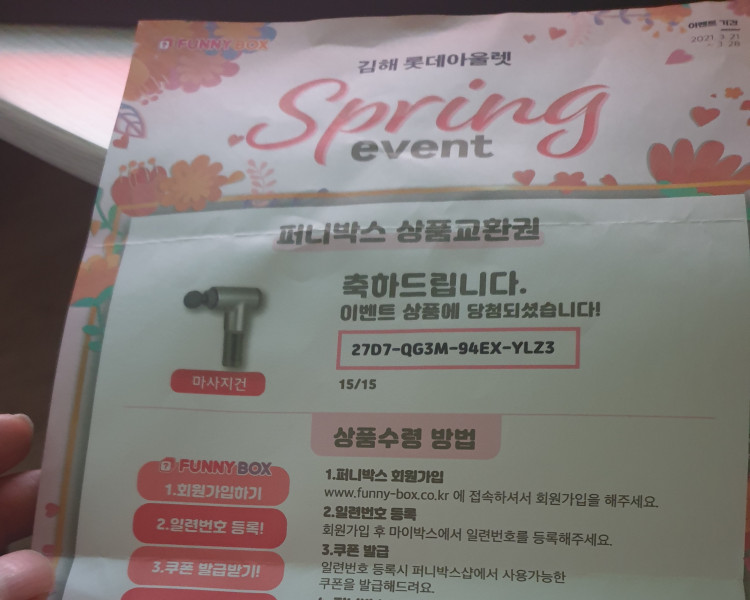 FUNNY BOX
이벤트 기간
2021 3 21
~ 3 28
김해 롯데아울렛
Spring
event
퍼니박스 상품교환권
축하드립니다.
이벤트 상품에 당첨되셨습니다!
27D7-QG3M-94EX-YLZ3
마사지건
15/15
상품수령 방법
FUNNY BOX
1.회원가입하기
2.일련번호 등록!
3.쿠폰 발급받기!
1.퍼니박스 회원가입
www.funny-box.co.kr 에 접속하셔서 회원가입을 해주세요.
2.일련번호 등록
회원가입 후 마이박스에서 일련번호를 등록해주세요.
3.쿠폰 발급
일련번호 등록시 퍼니박스샵에서 사용가능한
쿠폰을 발급해드려요.